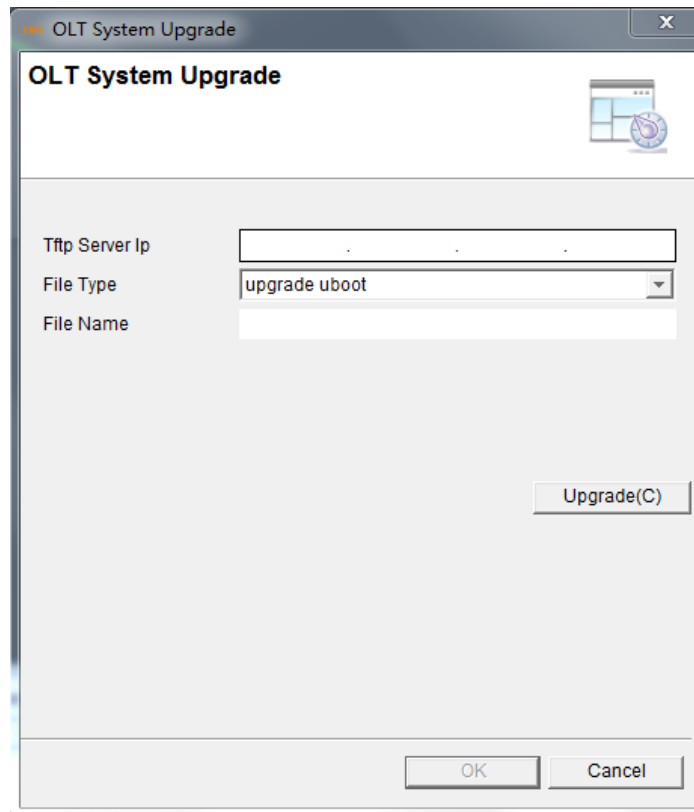 OLT System Upgrade
X
OLT System Upgrade
Tftp Server Ip . . .
File Type upgrade uboot
File Name
Upgrade(C)
OK Cancel